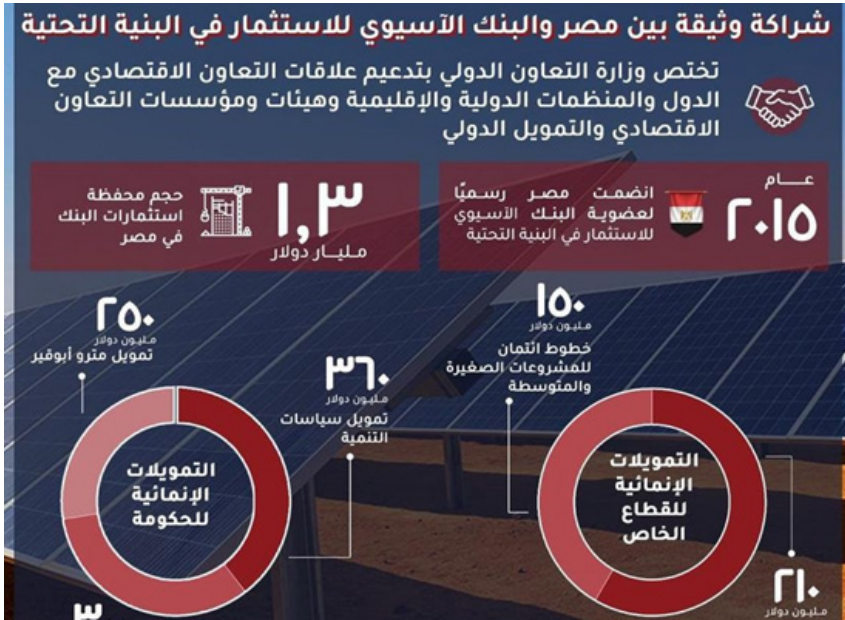 شراكة وثيقة بين مصر والبنك الآسيوي للاستثمار في البنية التحتية
تختص وزارة التعاون الدولي بتدعيم علاقات التعاون الاقتصادي مع
الدول والمنظمات الدولية والإقليمية وهيئات ومؤسسات التعاون
الاقتصادي والتمويل الدولي
عـــام
٢٠١٥
انضمت مصر رسميًا
لعضوية البنك الآسيوي
للاستثمار في البنية التحتية
١,٣
مليار دولار
حجم محفظة
استثمارات البنك
في مصر
١٥٠
مليون دولار
خطوط ائتمان
للمشروعات الصغيرة
والمتوسطة
التمويلات
الإنمائية
للقطاع
الخاص
٢١٠
مليون دولار
٣٦٠
مليون دولار
تمويل سياسات
التنمية
٢٥٠
مليون دولار
تمويل مترو أبوقير
التمويلات
الإنمائية
للحكومة